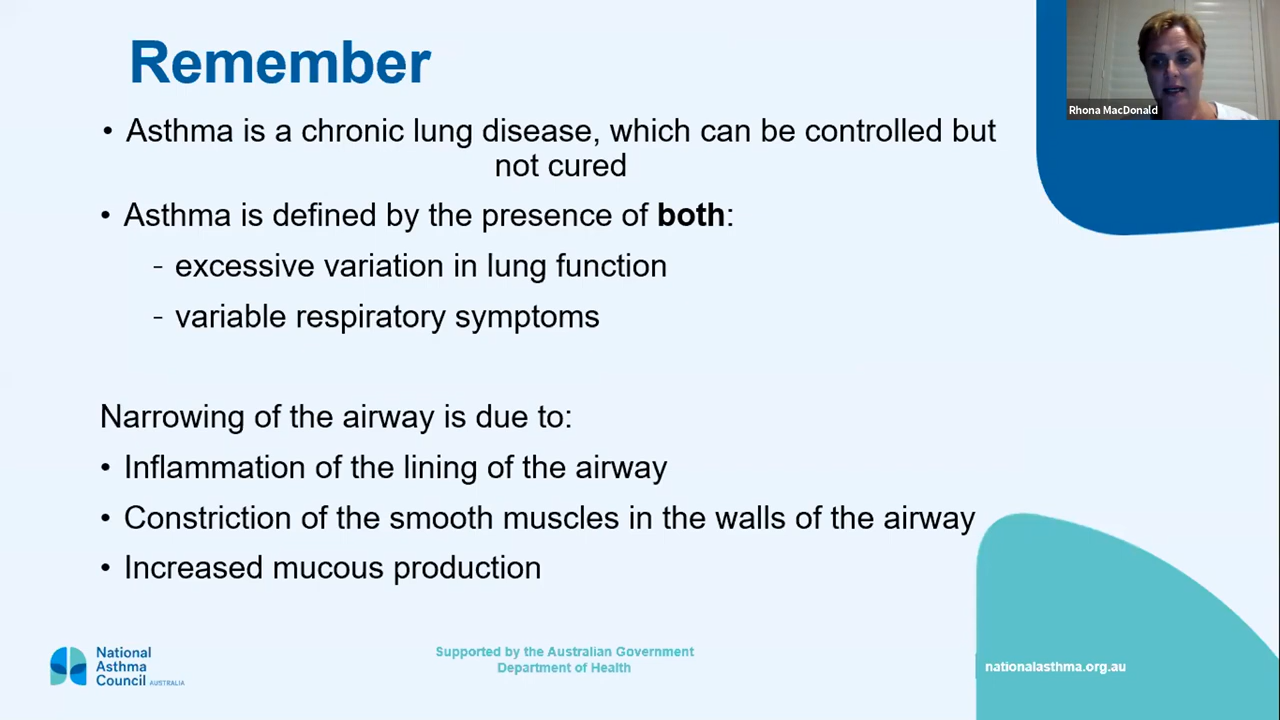 Remember
• Asthma is a chronic lung disease, which can be controlled but
not cured
• Asthma is defined by the presence of both:
- excessive variation in lung function
- variable respiratory symptoms
Narrowing of the airway is due to:
• Inflammation of the lining of the airway
• Constriction of the smooth muscles in the walls of the airway
• Increased mucous production
National
Asthma
Council AUSTRALIA
Supported by the Australian Government
Department of Health
nationalasthma.org.au
Rhona MacDonald